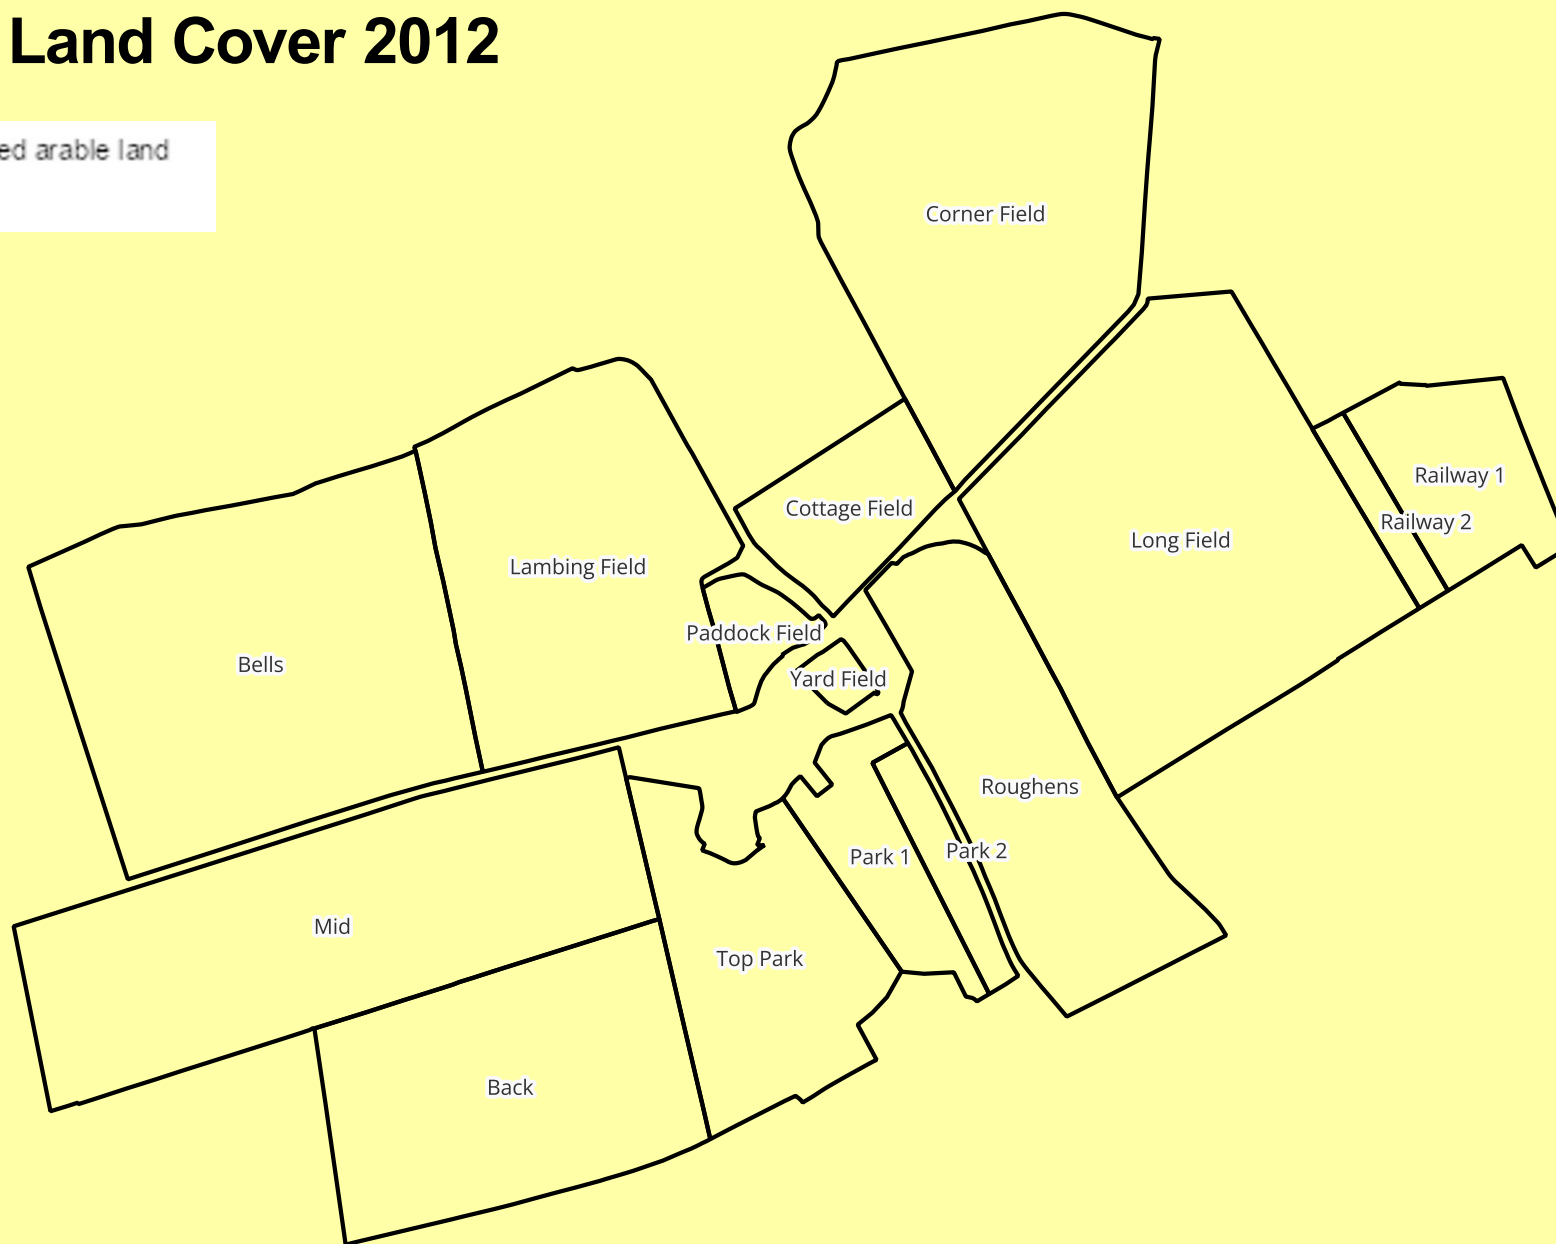 Land Cover 2012
ed arable land
Corner Field
Railway 1
Cottage Field
Railway 2
Long Field
Lambing Field
Paddock Field
Bells
Yard Field
Roughens
Park 2
Park 1
Mid
Top Park
Back